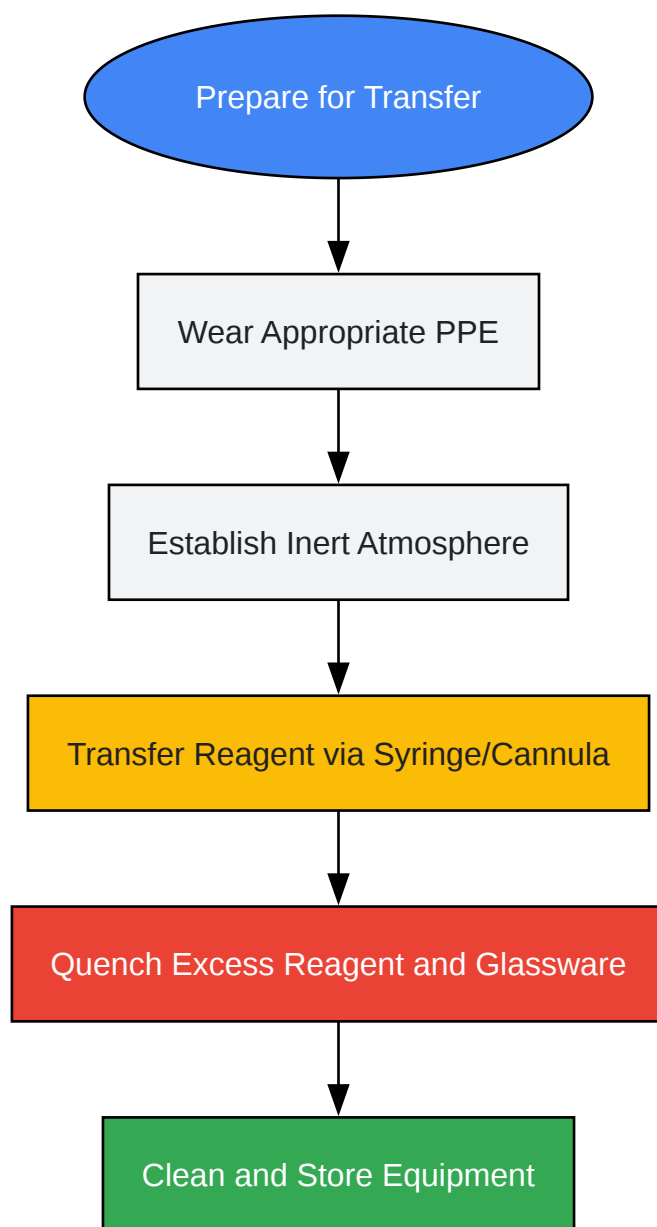 Prepare for Transfer
Wear Appropriate PPE
Establish Inert Atmosphere
Transfer Reagent via Syringe/Cannula
Quench Excess Reagent and Glassware
Clean and Store Equipment